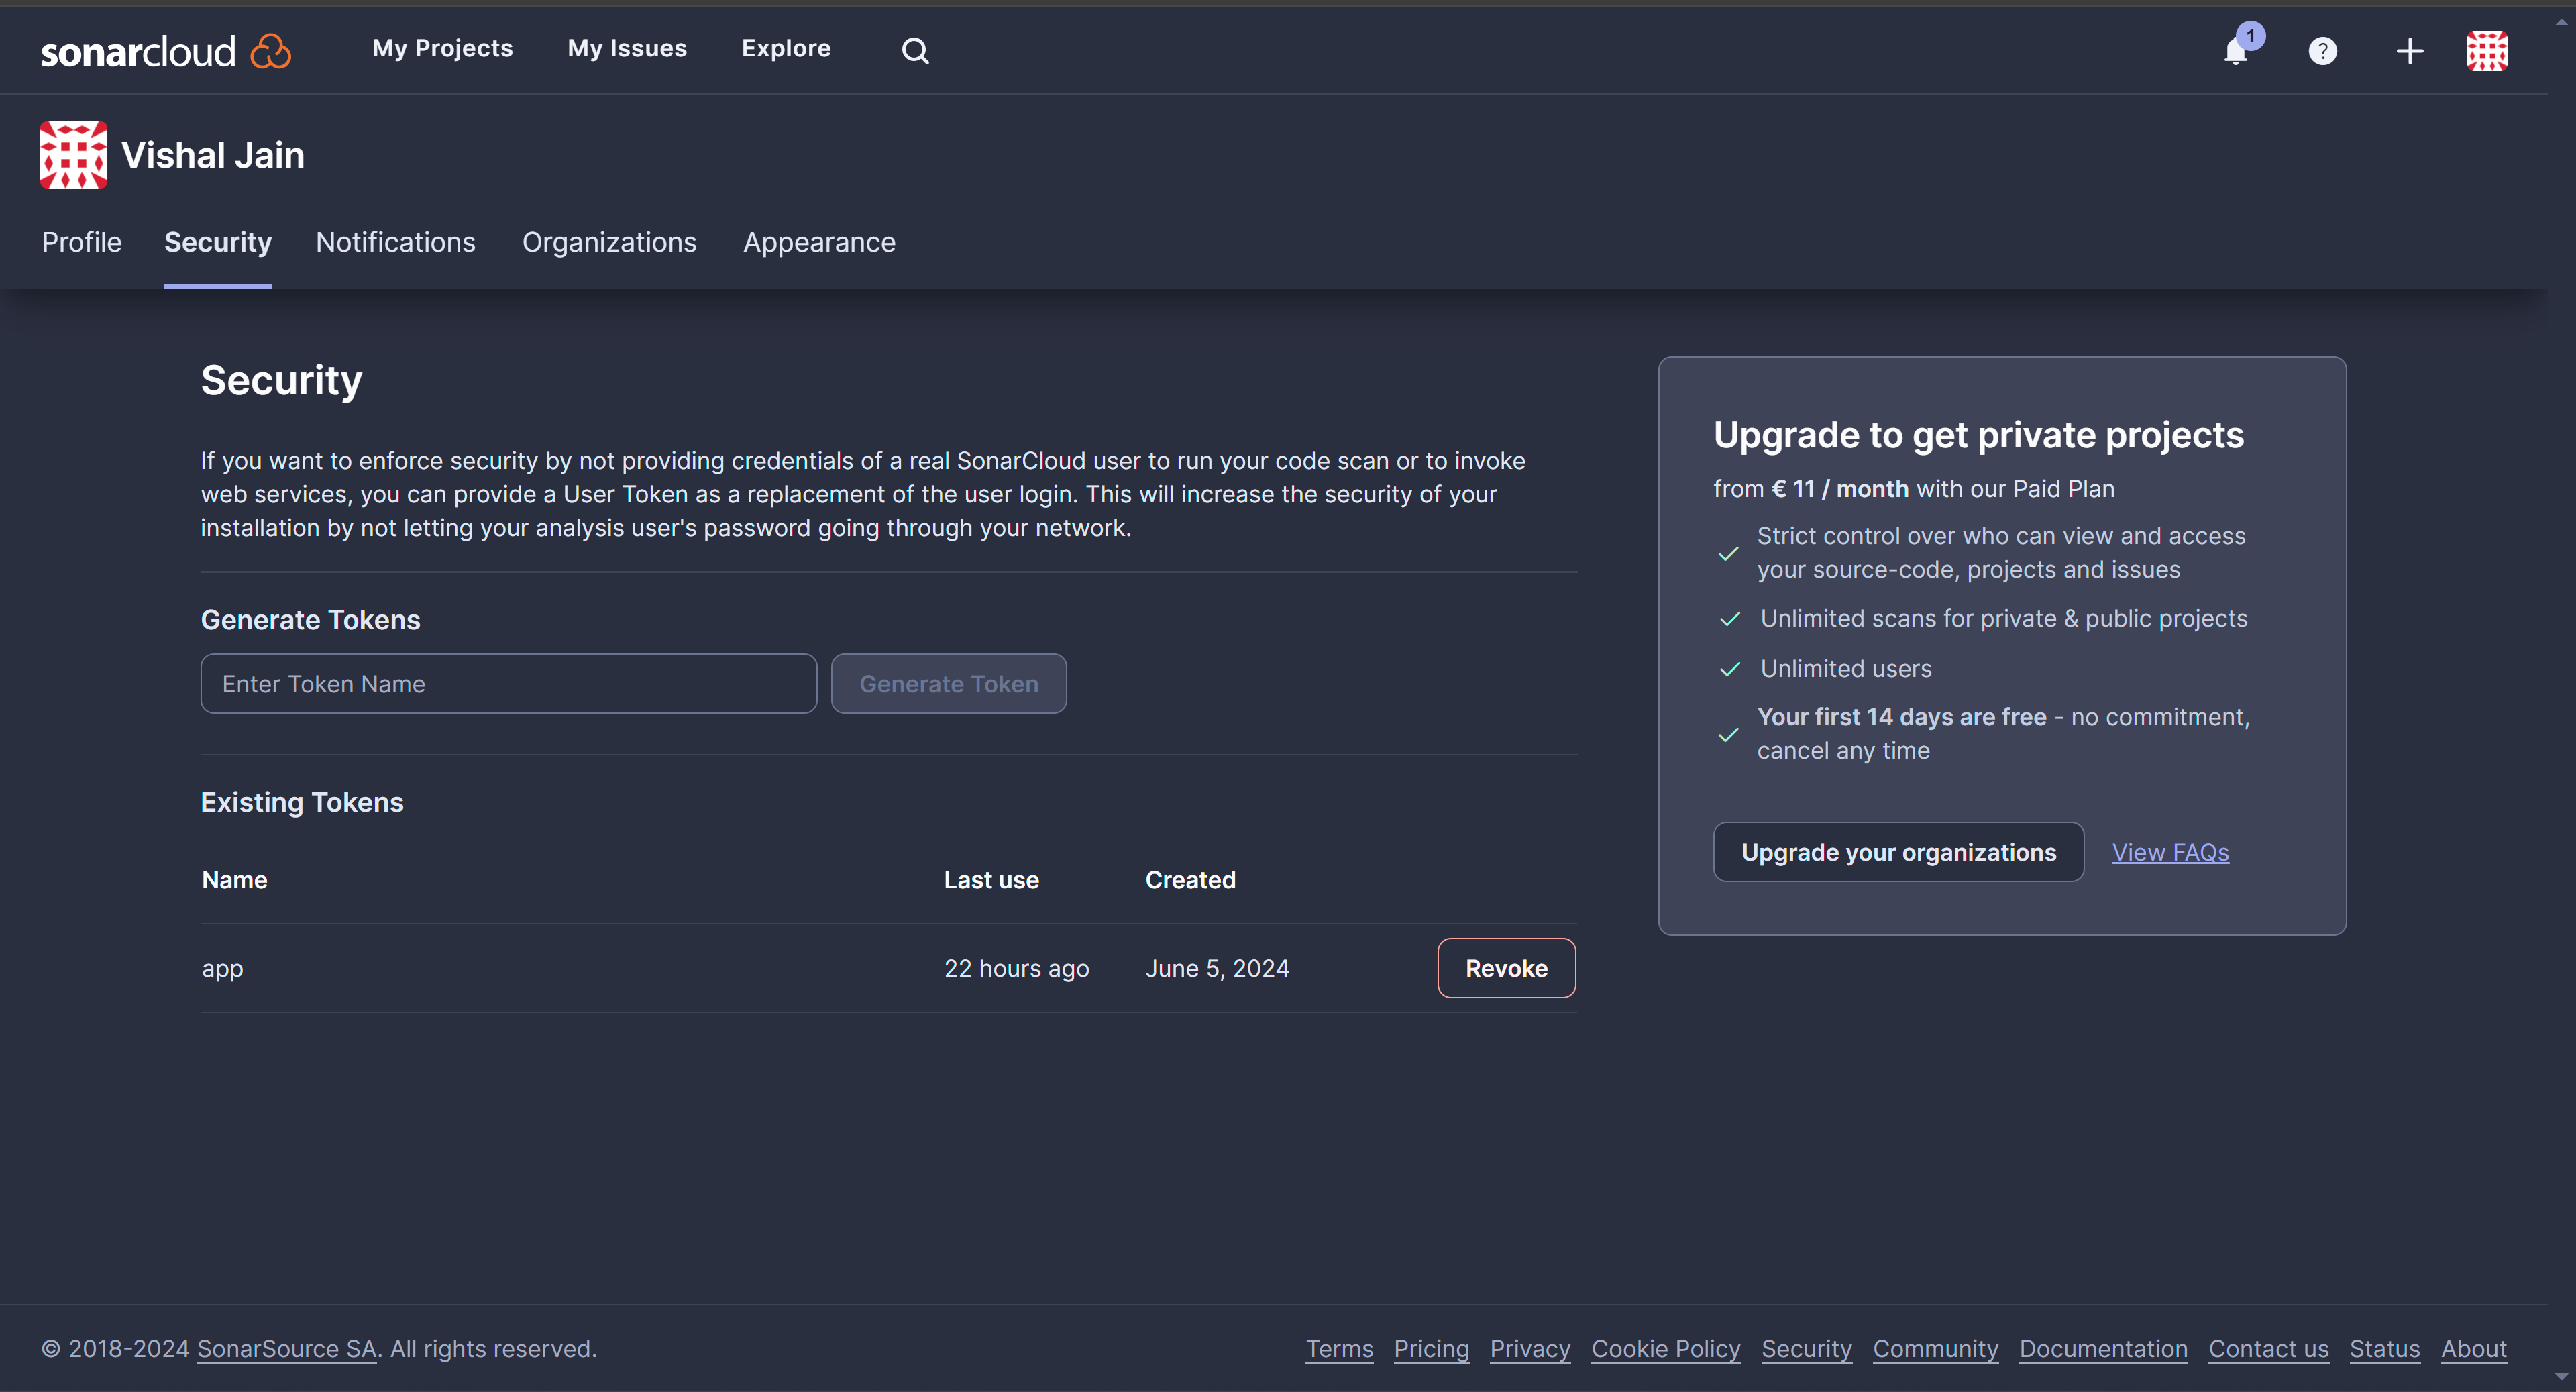 sonarcloud My Projects My Issues Explore 1 ?
Vishal Jain
Profile Security Notifications Organizations Appearance
Security
If you want to enforce security by not providing credentials of a real SonarCloud user to run your code scan or to invoke
web services, you can provide a User Token as a replacement of the user login. This will increase the security of your
installation by not letting your analysis user's password going through your network.
Generate Tokens
Enter Token Name Generate Token
Existing Tokens
Name Last use Created
app 22 hours ago June 5, 2024 Revoke
Upgrade to get private projects
from € 11 / month with our Paid Plan
Strict control over who can view and access
your source-code, projects and issues
Unlimited scans for private & public projects
Unlimited users
Your first 14 days are free - no commitment,
cancel any time
Upgrade your organizations View FAQs
© 2018-2024 SonarSource SA. All rights reserved. Terms Pricing Privacy Cookie Policy Security Community Documentation Contact us Status About